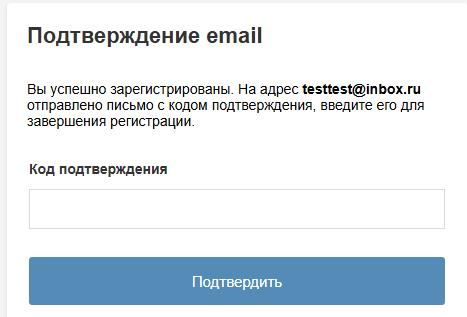 Подтверждение email
Вы успешно зарегистрированы. На адрес testtest@inbox.ru
отправлено письмо с кодом подтверждения, введите его для
завершения регистрации.
Код подтверждения
Подтвердить